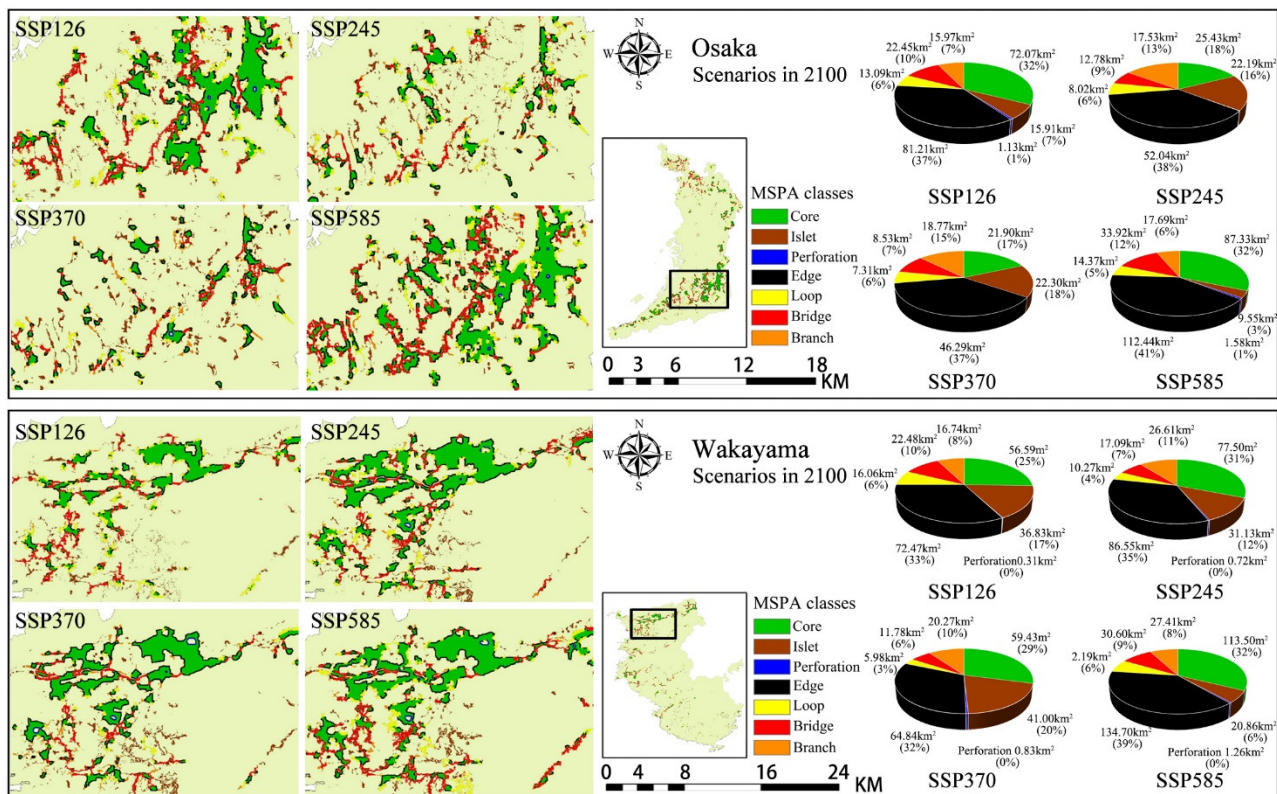 SSP126
SSP245
SSP370
SSP585
N
W
E
S
Osaka
Scenarios in 2100
MSPA classes
Core
Islet
Perforation
Edge
Loop
Bridge
Branch
0 3 6 12 18
KM
15.97km²
(7%)
22.45km²
(10%)
13.09km²
(6%)
72.07km²
(32%)
15.91km²
(7%)
1.13km²
(1%)
81.21km²
(37%)
SSP126
17.53km²
(13%)
25.43km²
(18%)
12.78km²
(9%)
22.19km²
(16%)
8.02km²
(6%)
52.04km²
(38%)
SSP245
18.77km²
(15%)
8.53km²
(7%)
21.90km²
(17%)
7.31km²
(6%)
22.30km²
(18%)
46.29km²
(37%)
SSP370
17.69km²
(6%)
33.92km²
(12%)
87.33km²
(32%)
14.37km²
(5%)
9.55km²
(3%)
1.58km²
(1%)
112.44km²
(41%)
SSP585
SSP126
SSP245
SSP370
SSP585
N
W
E
S
Wakayama
Scenarios in 2100
MSPA classes
Core
Islet
Perforation
Edge
Loop
Bridge
Branch
0 4 8 16 24
KM
16.74km²
(8%)
22.48km²
(10%)
56.59km²
(25%)
16.06km²
(6%)
36.83km²
(17%)
72.47km²
(33%)
Perforation0.31km²
(0%)
SSP126
26.61km²
(11%)
17.09km²
(7%)
77.50km²
(31%)
10.27km²
(4%)
31.13km²
(12%)
86.55km²
(35%)
Perforation 0.72km²
(0%)
SSP245
20.27km²
(10%)
11.78km²
(6%)
59.43km²
(29%)
5.98km²
(3%)
41.00km²
(20%)
64.84km²
(32%)
Perforation 0.83km²
(0%)
SSP370
27.41km²
(8%)
30.60km²
(9%)
113.50km²
(32%)
2.19km²
(6%)
20.86km²
(6%)
134.70km²
(39%)
Perforation 1.26km²
(0%)
SSP585